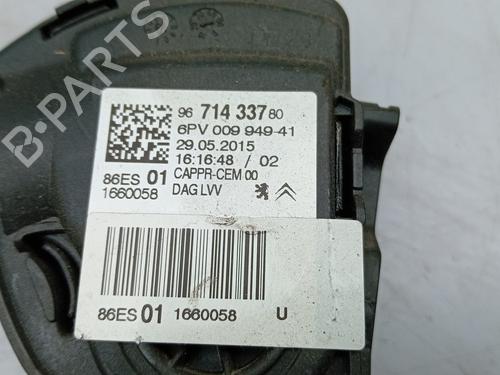 96 714 337 80
6PV 009 949-41
29.05.2015
16:16:48 / 02
86ES 01 CAPPR-CEM 00
1660058 DAG LVV
86ES 01 1660058 U
B-PARTS